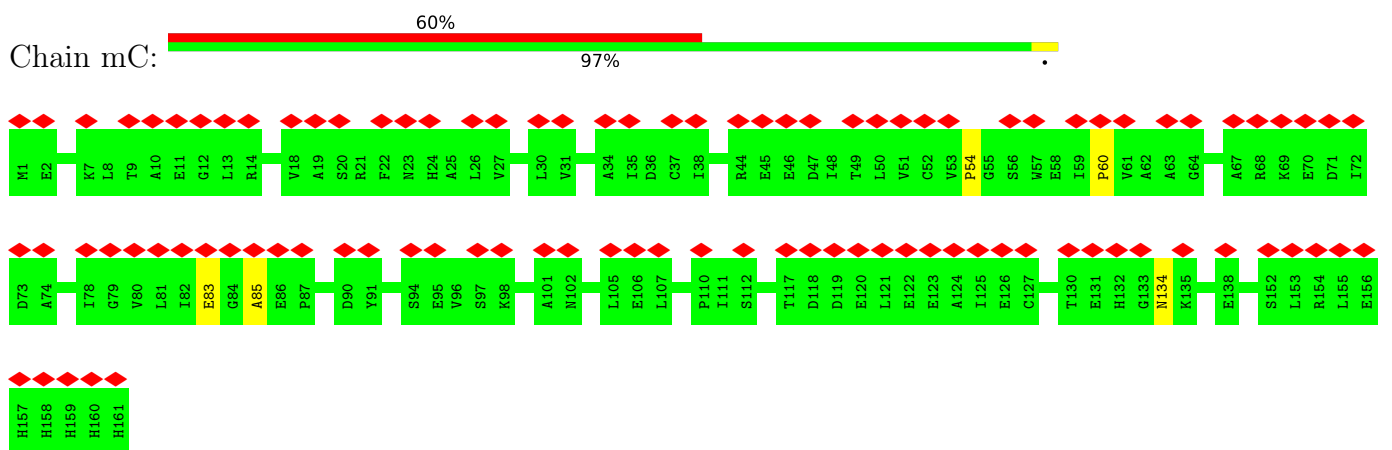 60%
Chain mC:
97% •
M1 E2 K7 L8 T9 A10 E11 G12 L13 R14 V18 A19 S20 R21 F22 N23 H24 A25 L26 V27 L30 V31 A34 I35 D36 C37 I38 R44 E45 E46 D47 I48 T49 L50 V51 C52 V53 P54 G55 S56 W57 E58 I59 P60 V61 A62 A63 G64 A67 R68 K69 E70 D71 I72
D73 A74 I78 G79 V80 L81 I82 E83 G84 A85 E86 P87 D90 Y91 S94 E95 V96 S97 K98 A101 N102 L105 E106 L107 P110 I111 S112 T117 D118 D119 E120 L121 E122 E123 A124 I125 E126 C127 T130 E131 H132 G133 N134 K135 E138 S152 L153 R154 L155 E156
H157 H158 H159 H160 H161